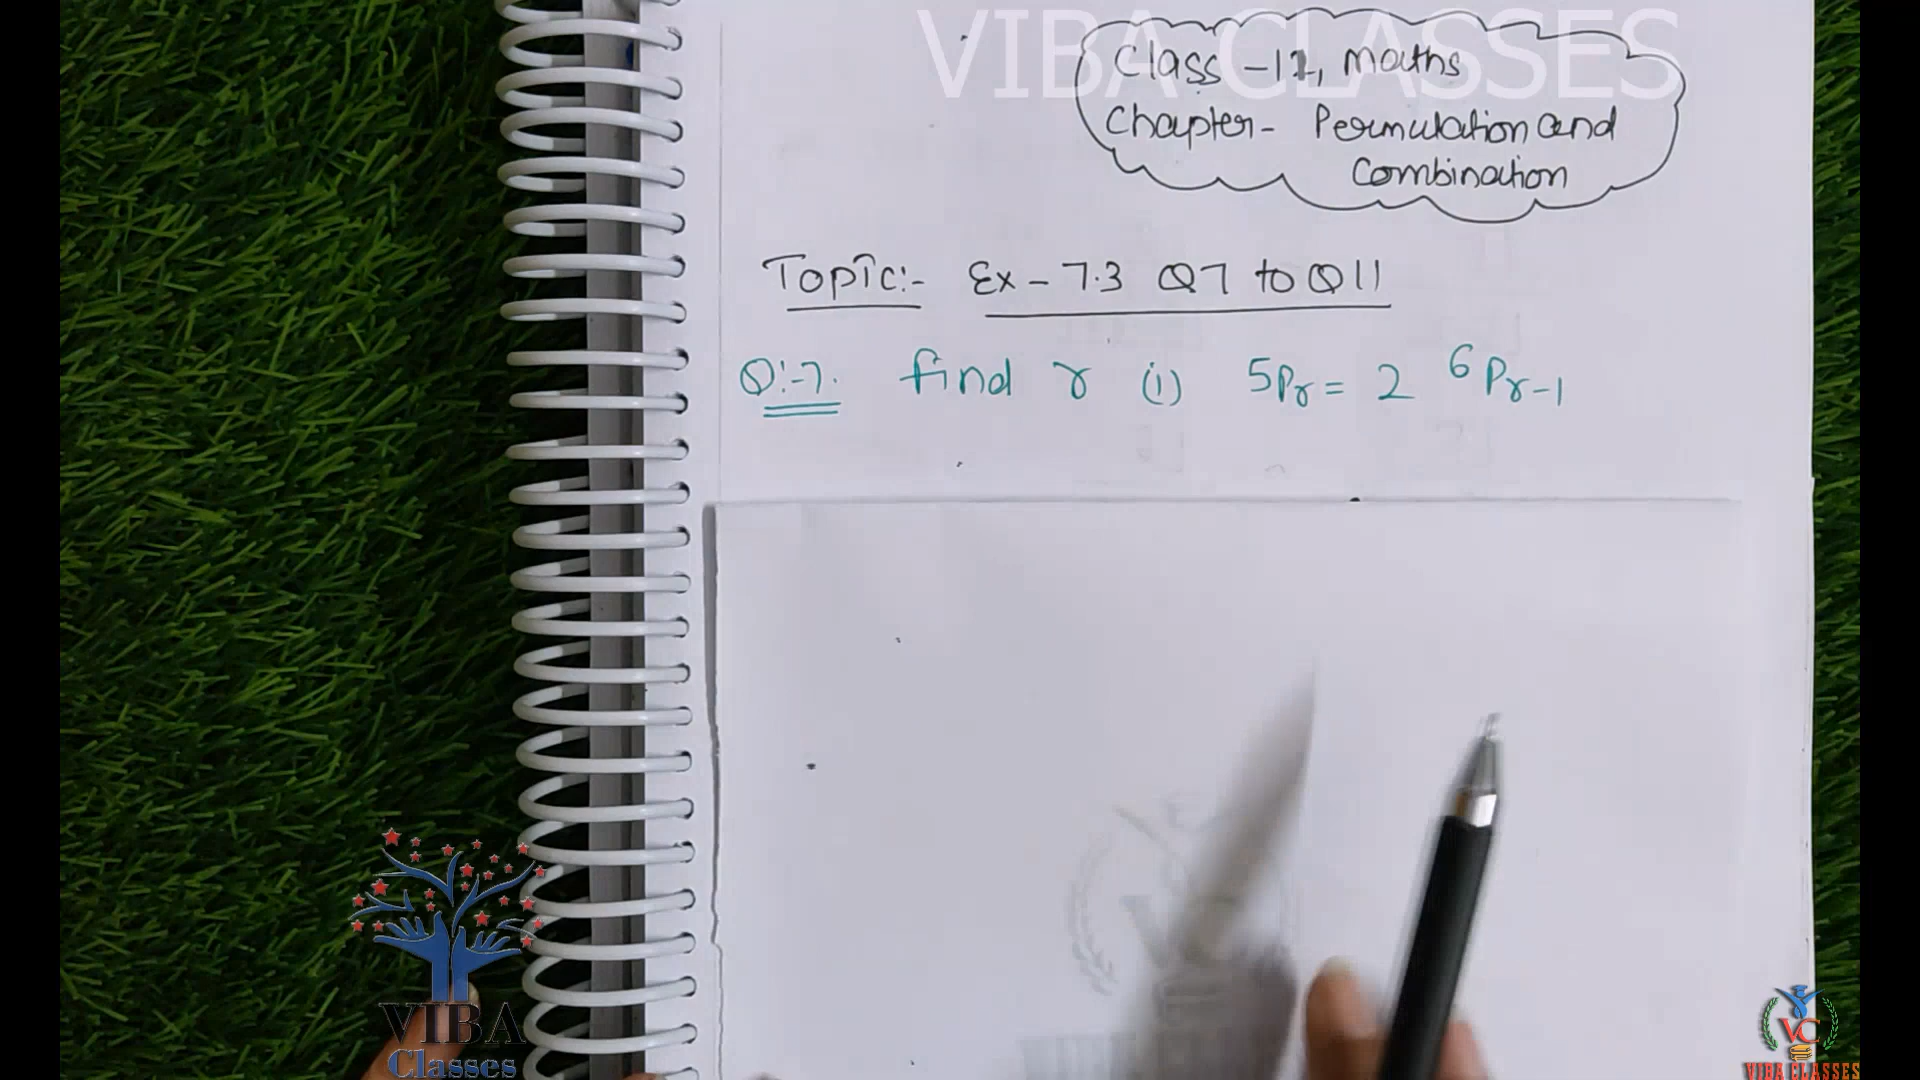 VIBA CLASSES
Class -11, Maths
Chapter - Permutation and
Combination
Topic:- Ex - 7.3 Q7 to Q11
Q:-7. find r (i) 5Pr = 2 6Pr-1
VIBA
Classes
VC
VIBA CLASSES